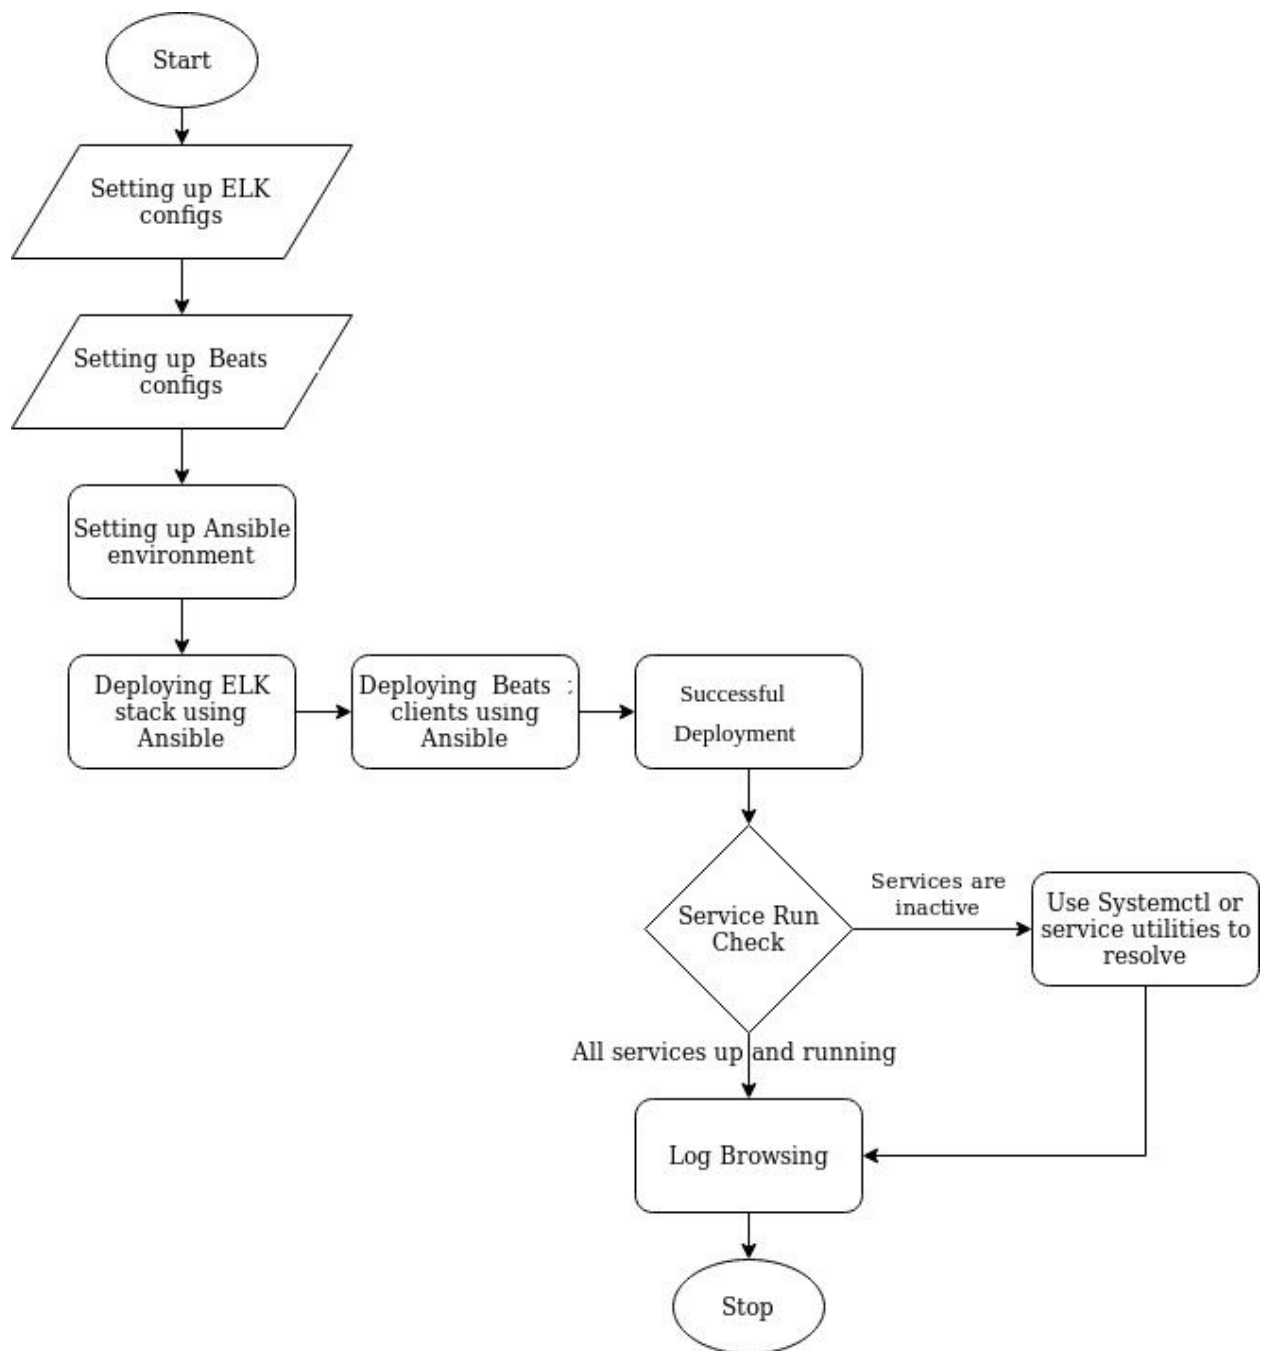 Start
Setting up ELK
configs
Setting up Beats
configs
Setting up Ansible
environment
Deploying ELK
stack using
Ansible
Deploying Beats :
clients using
Ansible
Successful
Deployment
Service Run
Check
Services are
inactive
Use Systemctl or
service utilities to
resolve
All services up and running
Log Browsing
Stop